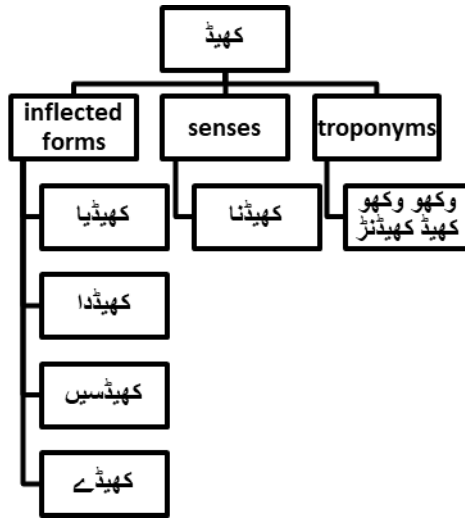 کھیڈ
inflected
forms
senses
troponyms
کھیڈیا
کھیڈنا
وکھو وکھو
کھیڈ کھیڈنڑ
کھیڈدا
کھیڈسیں
کھیڈے